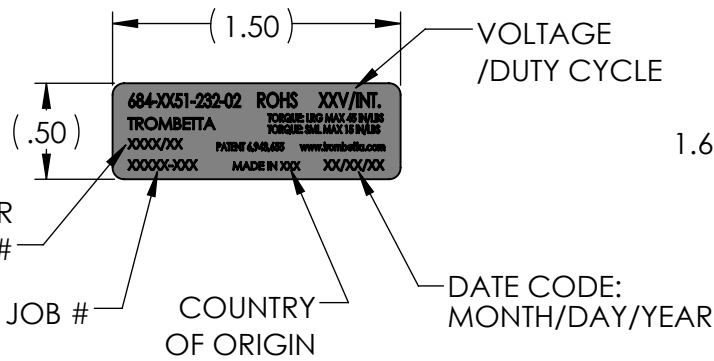 (1.50)
VOLTAGE
/DUTY CYCLE
(.50)
684-XX51-232-02 ROHS XXV/INT.
TROMBETTA TORQUE: LRG MAX 45 IN/LBS
TORQUE: SML MAX 15 IN/LBS
XXXX/XX PATENT 6,943,655 www.trombetta.com
XXXXX-XXX MADE IN XXX XX/XX/XX
1.6
R
#
JOB #
COUNTRY
OF ORIGIN
DATE CODE:
MONTH/DAY/YEAR